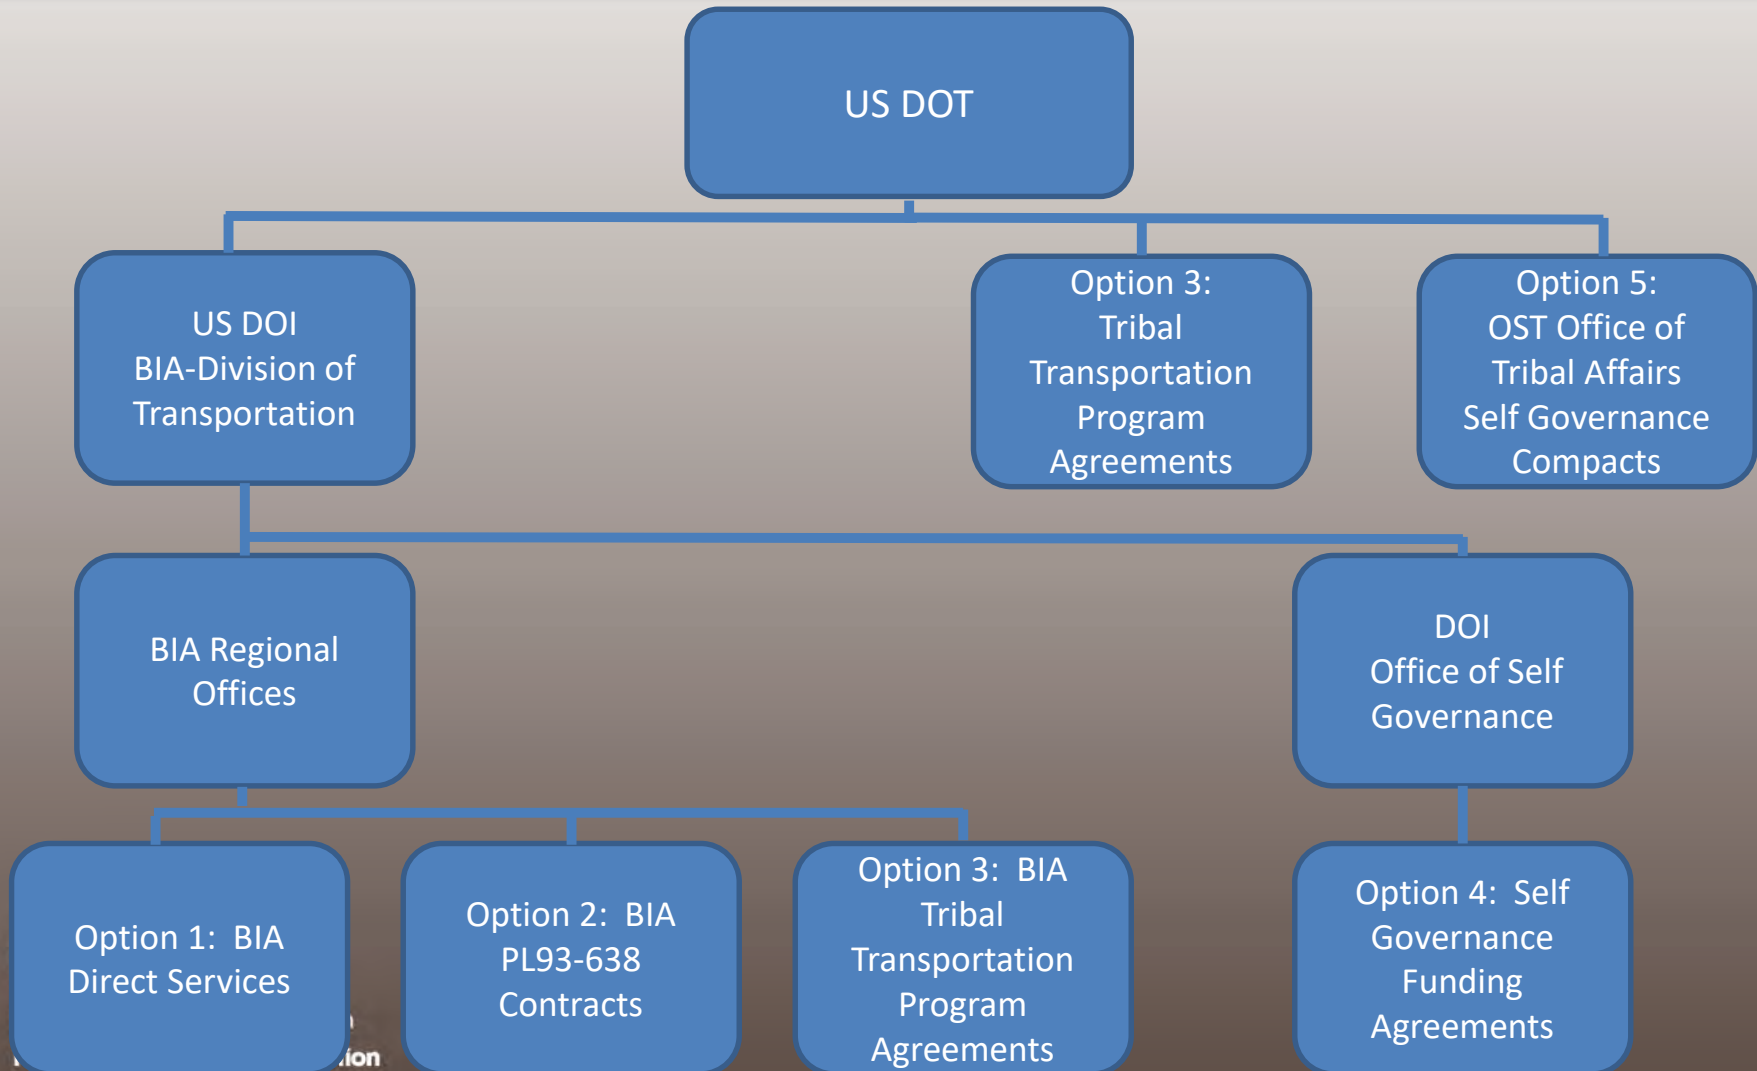 US DOT
US DOI
BIA-Division of
Transportation
Option 3:
Tribal
Transportation
Program
Agreements
Option 5:
OST Office of
Tribal Affairs
Self Governance
Compacts
BIA Regional
Offices
DOI
Office of Self
Governance
Option 1: BIA
Direct Services
Option 2: BIA
PL93-638
Contracts
Option 3: BIA
Tribal
Transportation
Program
Agreements
Option 4: Self
Governance
Funding
Agreements